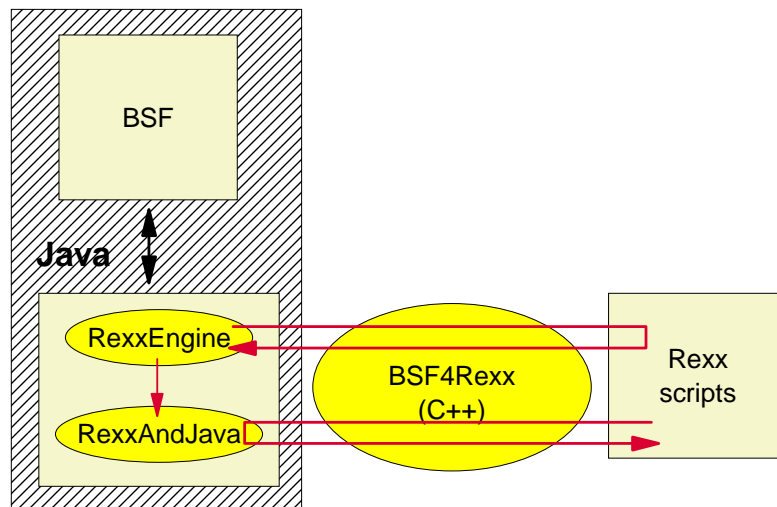 BSF
Java
RexxEngine
RexxAndJava
BSF4Rexx
(C++)
Rexx
scripts